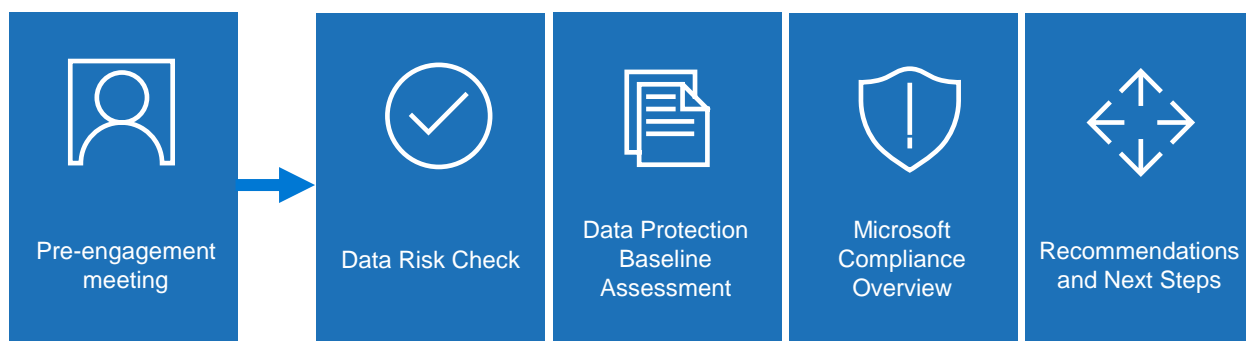 Pre-engagement
meeting
Data Risk Check
Data Protection
Baseline
Assessment
Microsoft
Compliance
Overview
Recommendations
and Next Steps